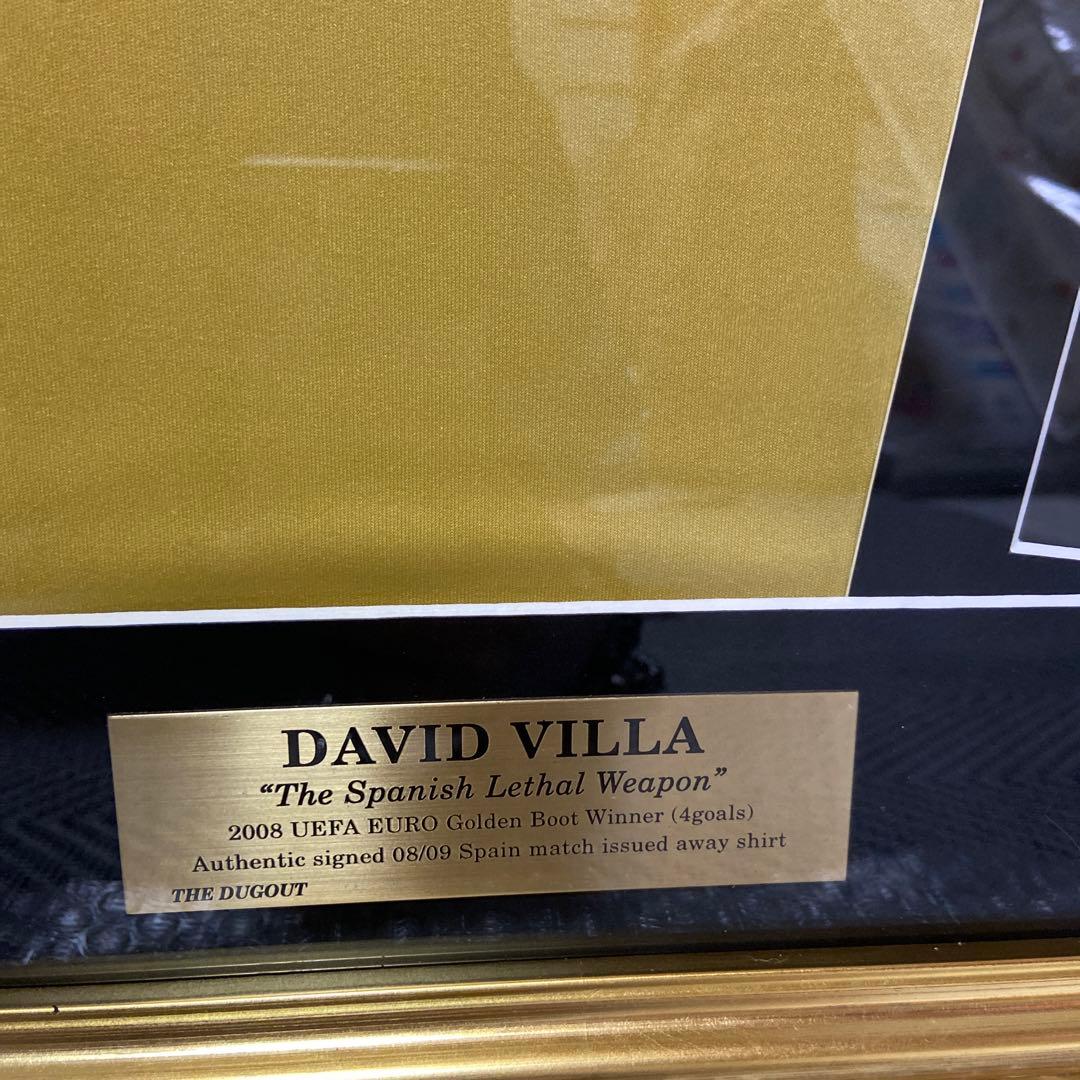 DAVID VILLA
“The Spanish Lethal Weapon”
2008 UEFA EURO Golden Boot Winner (4goals)
Authentic signed 08/09 Spain match issued away shirt
THE DUGOUT